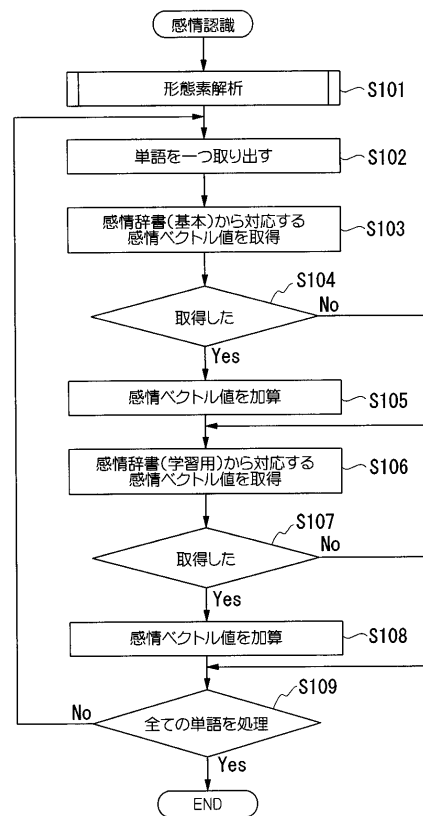 感情認識
形態素解析
S101
単語を一つ取り出す
S102
感情辞書(基本)から対応する
感情ベクトル値を取得
S103
S104
取得した
No
Yes
感情ベクトル値を加算
S105
感情辞書(学習用)から対応する
感情ベクトル値を取得
S106
S107
取得した
No
Yes
感情ベクトル値を加算
S108
S109
No
全ての単語を処理
Yes
END